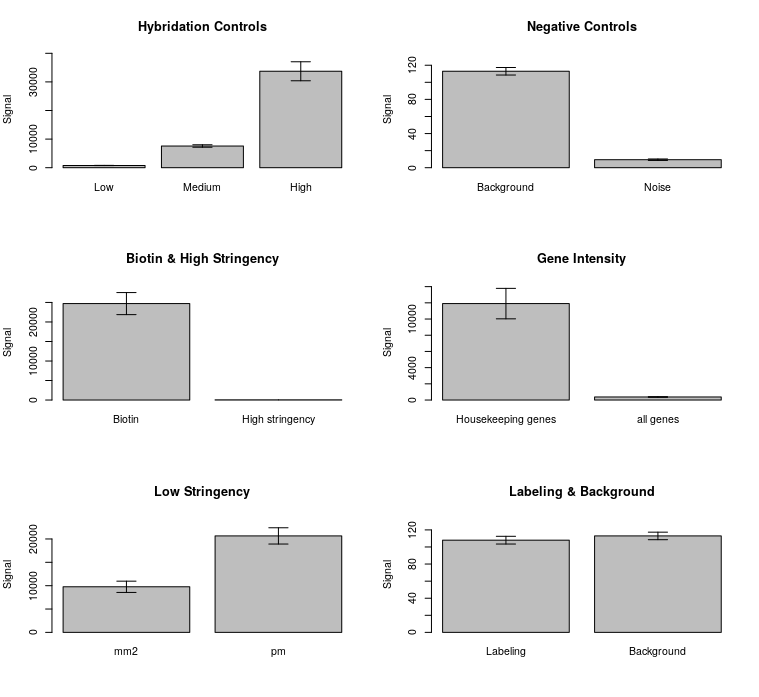 Hybridation Controls
Signal
30000
10000
0
Low Medium High
Negative Controls
Signal
120
80
40
0
Background Noise
Biotin & High Stringency
Signal
20000
10000
0
Biotin High stringency
Gene Intensity
Signal
10000
4000
0
Housekeeping genes all genes
Low Stringency
Signal
20000
10000
0
mm2 pm
Labeling & Background
Signal
120
80
40
0
Labeling Background